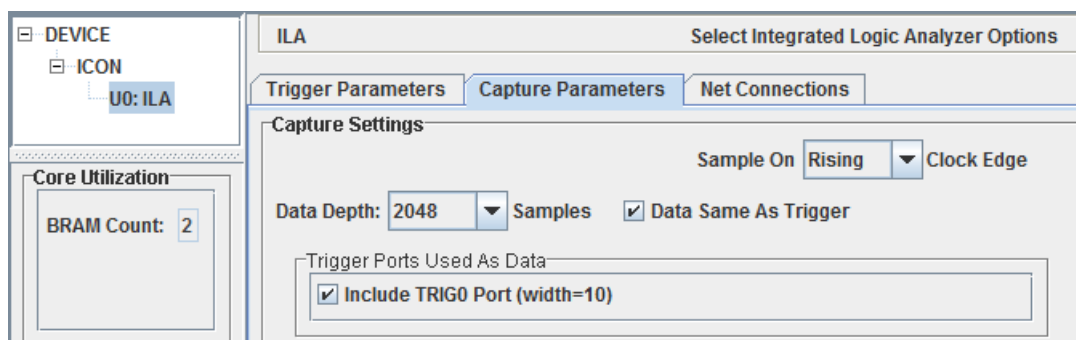 DEVICE
ICON
U0: ILA
Core Utilization
BRAM Count: 2
ILA Select Integrated Logic Analyzer Options
Trigger Parameters Capture Parameters Net Connections
Capture Settings
Sample On Rising Clock Edge
Data Depth: 2048 Samples Data Same As Trigger
Trigger Ports Used As Data
Include TRIG0 Port (width=10)